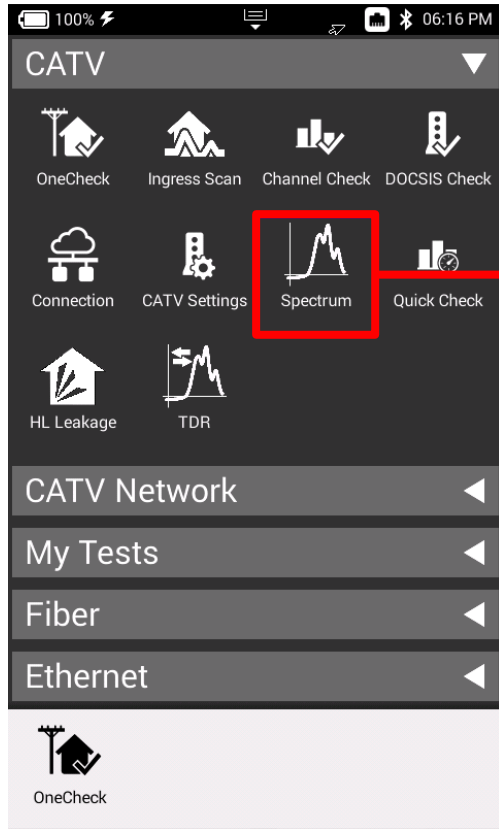 100% 06:16 PM
CATV
OneCheck Ingress Scan Channel Check DOCSIS Check
Connection CATV Settings Spectrum Quick Check
HL Leakage TDR
CATV Network
My Tests
Fiber
Ethernet
OneCheck